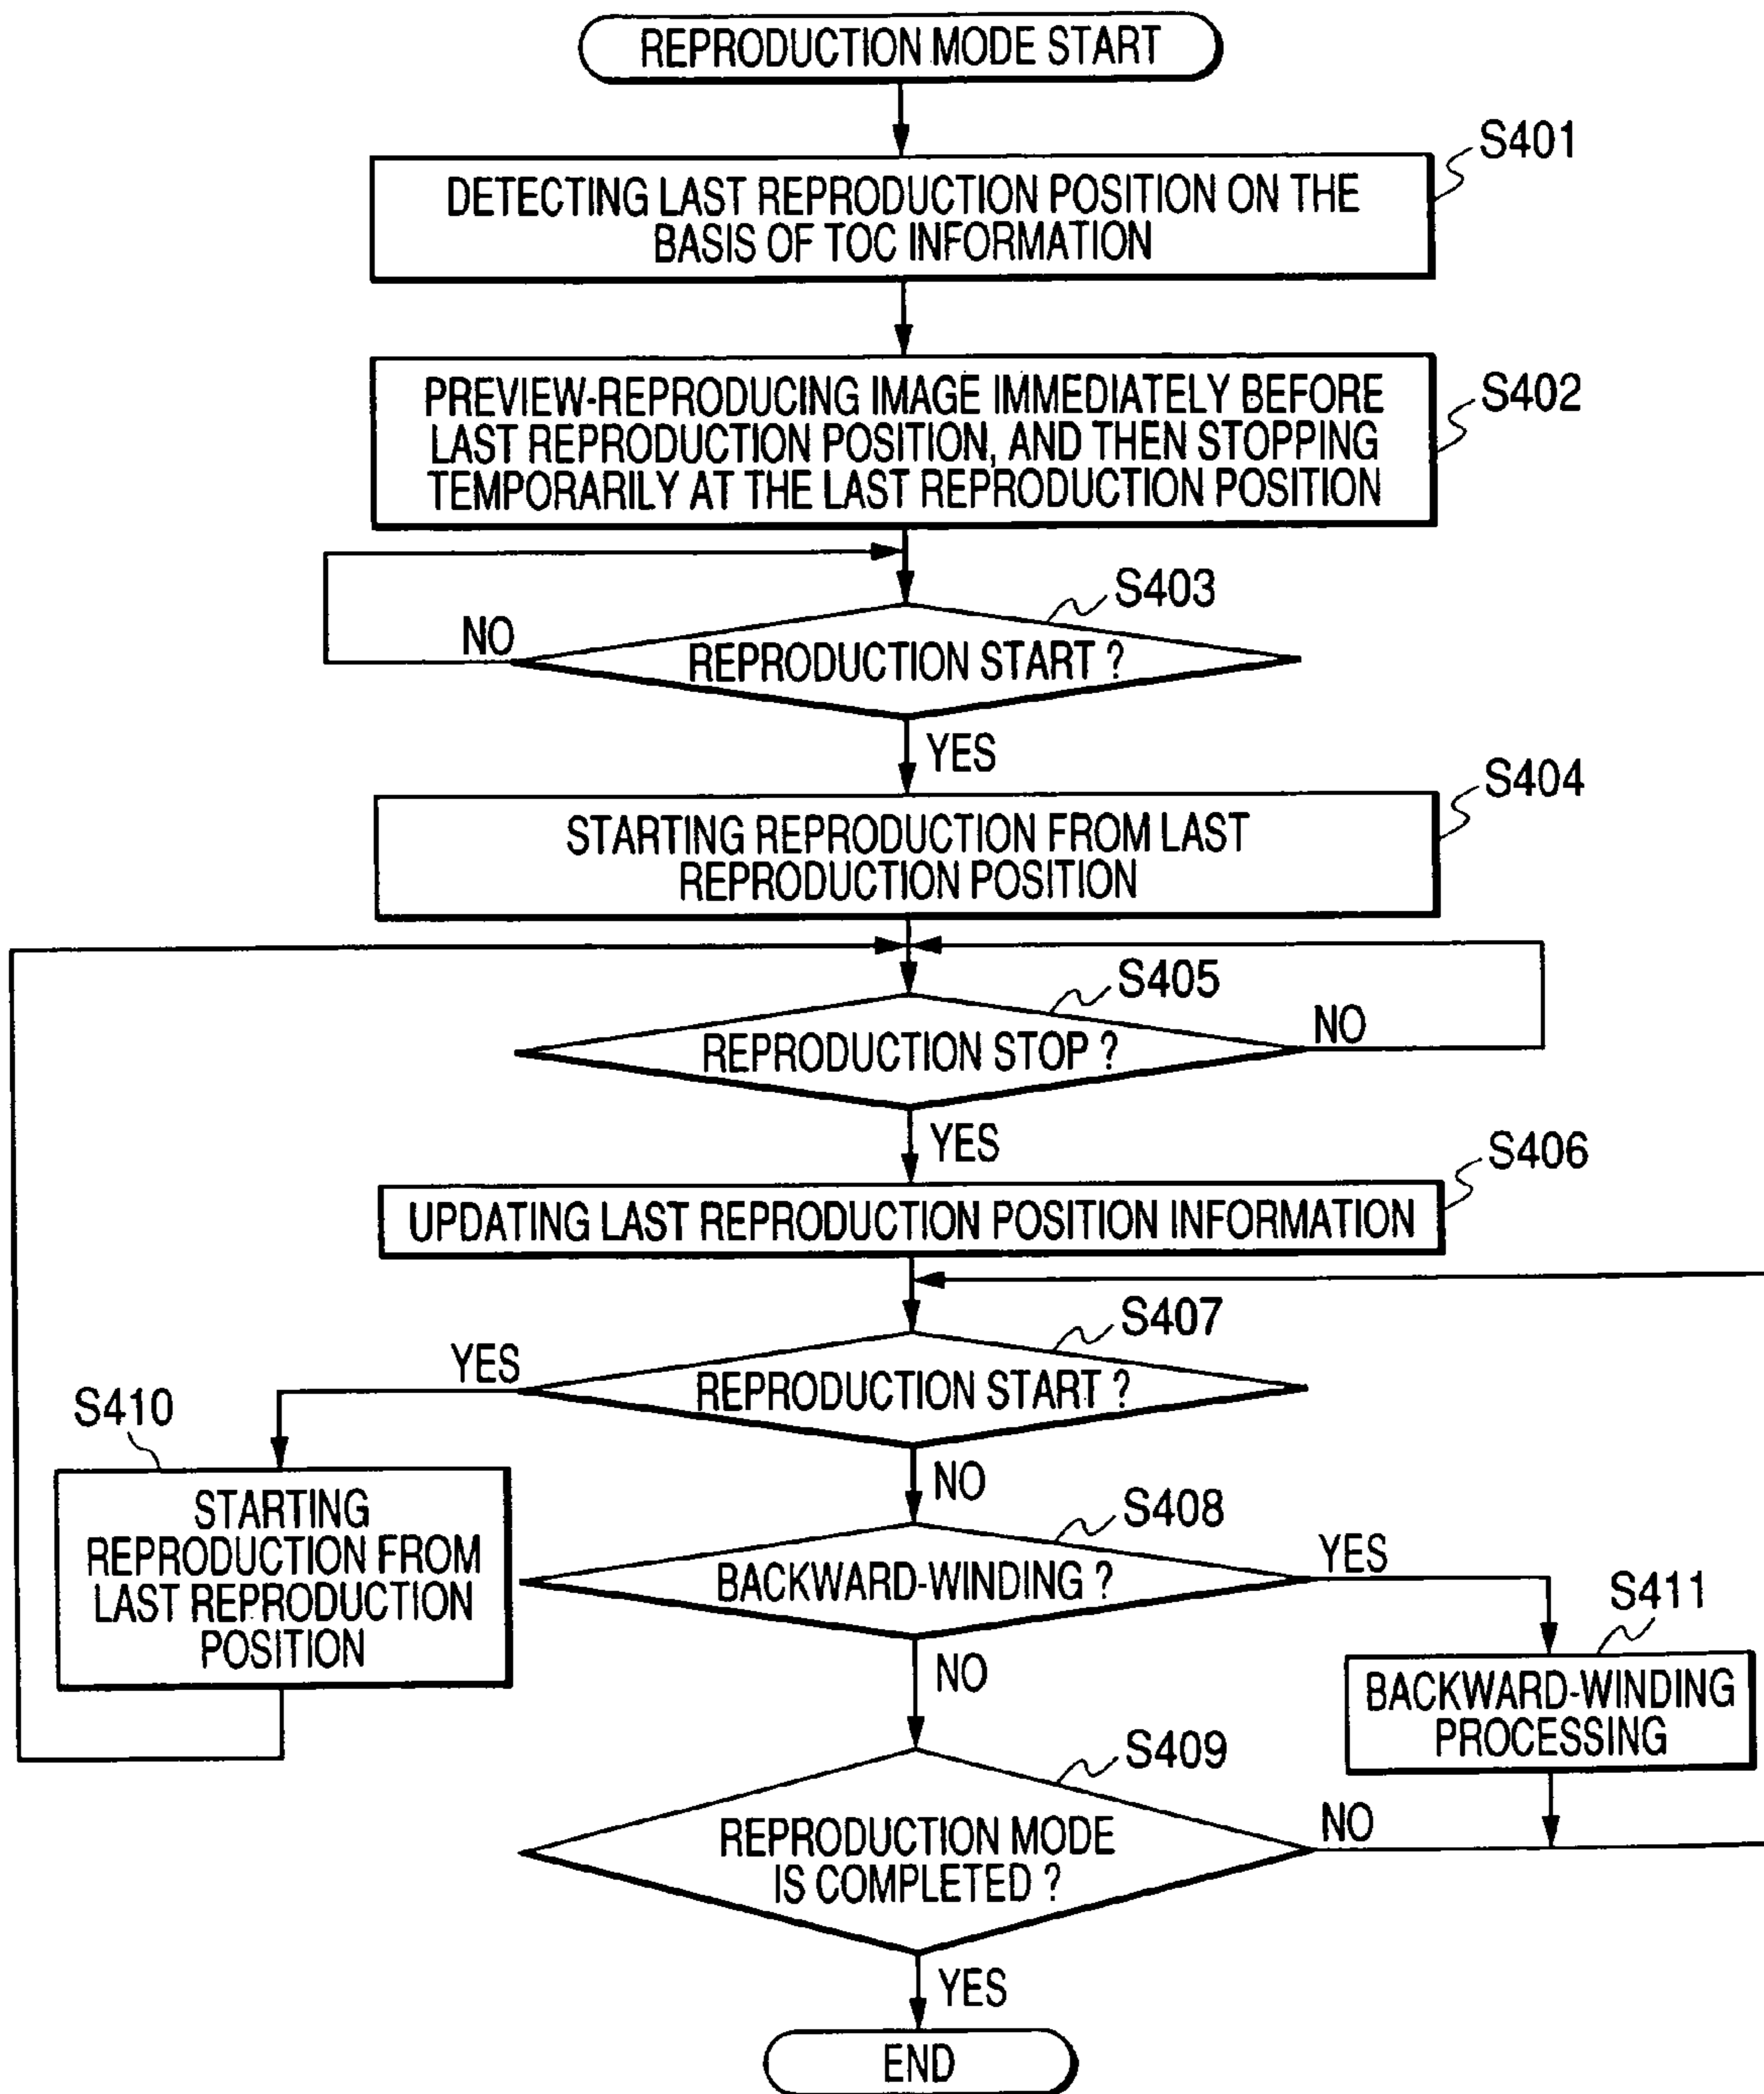 REPRODUCTION MODE START
S401
DETECTING LAST REPRODUCTION POSITION ON THE
BASIS OF TOC INFORMATION
S402
PREVIEW-REPRODUCING IMAGE IMMEDIATELY BEFORE
LAST REPRODUCTION POSITION, AND THEN STOPPING
TEMPORARILY AT THE LAST REPRODUCTION POSITION
S403
NO
REPRODUCTION START ?
YES
S404
STARTING REPRODUCTION FROM LAST
REPRODUCTION POSITION
S405
NO
REPRODUCTION STOP ?
YES
S406
UPDATING LAST REPRODUCTION POSITION INFORMATION
S407
YES
REPRODUCTION START ?
S410
NO
STARTING
REPRODUCTION FROM
LAST REPRODUCTION
POSITION
S408
YES
BACKWARD-WINDING ?
S411
NO
BACKWARD-WINDING
PROCESSING
S409
NO
REPRODUCTION MODE
IS COMPLETED ?
YES
END